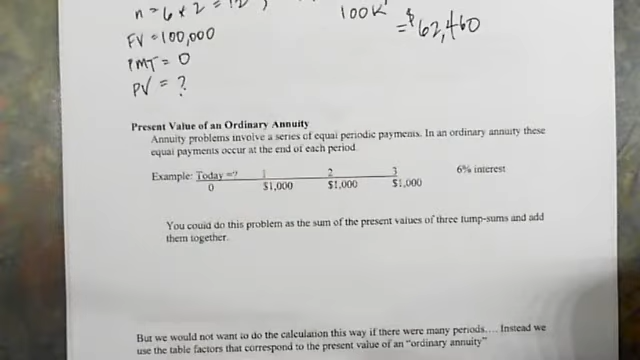 n = 6 * 2 = 12
100K
= $62,460
FV = 100,000
PMT = 0
PV = ?
Present Value of an Ordinary Annuity
Annuity problems involve a series of equal periodic payments. In an ordinary annuity these
equal payments occur at the end of each period.
Example: Today =? 1 2 3 6% interest
0 $1,000 $1,000 $1,000
You could do this problem as the sum of the present values of three lump-sums and add
them together.
But we would not want to do the calculation this way if there were many periods.... Instead we
use the table factors that correspond to the present value of an "ordinary annuity"